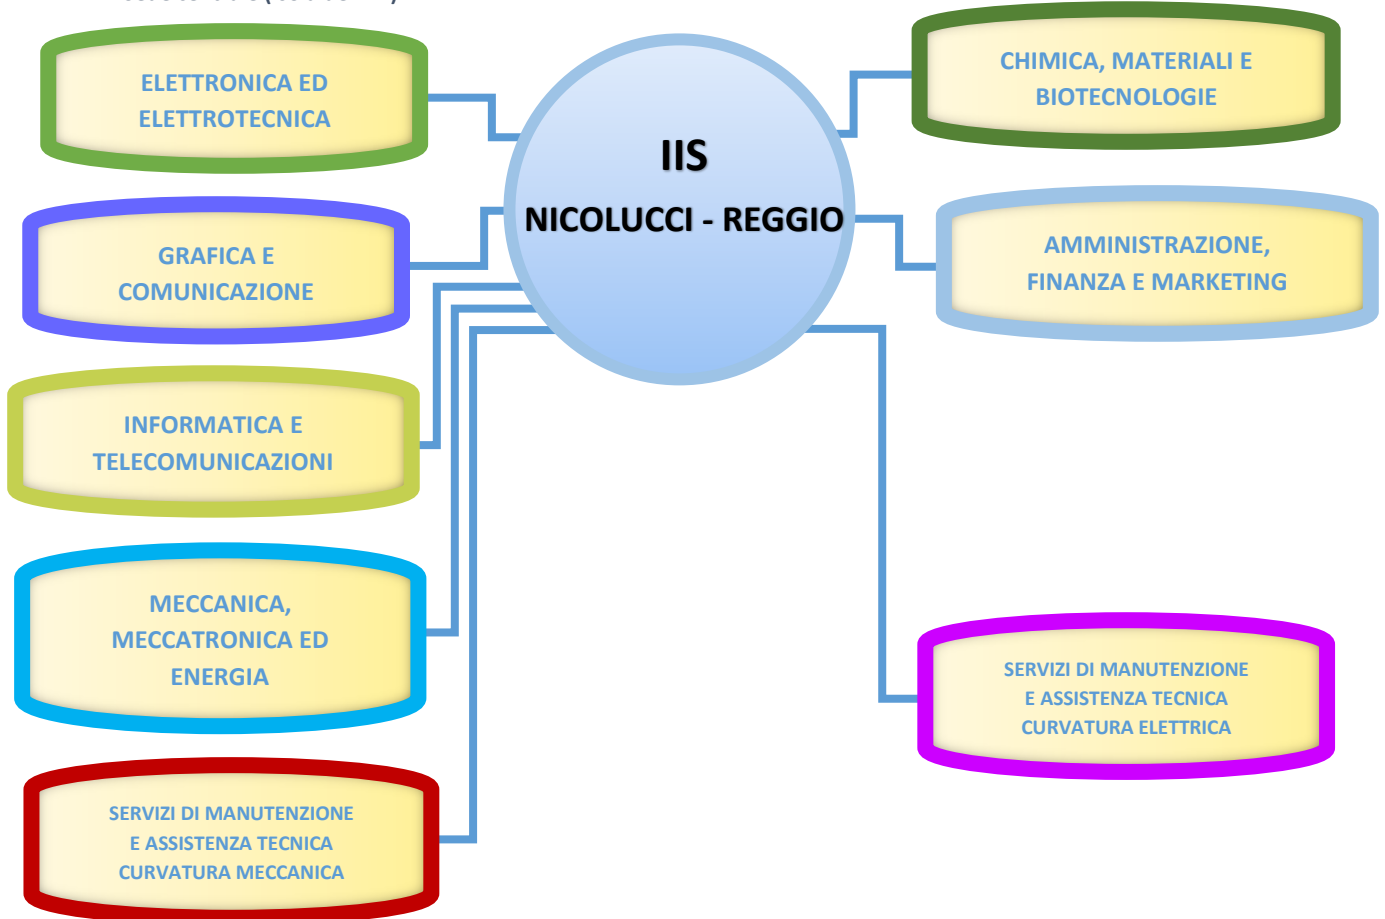 ELETTRONICA ED
ELETTROTECNICA
GRAFICA E
COMUNICAZIONE
INFORMATICA E
TELECOMUNICAZIONI
MECCANICA,
MECCATRONICA ED
ENERGIA
SERVIZI DI MANUTENZIONE
E ASSISTENZA TECNICA
CURVATURA MECCANICA
IIS
NICOLUCCI - REGGIO
CHIMICA, MATERIALI E
BIOTECNOLOGIE
AMMINISTRAZIONE,
FINANZA E MARKETING
SERVIZI DI MANUTENZIONE
E ASSISTENZA TECNICA
CURVATURA ELETTRICA